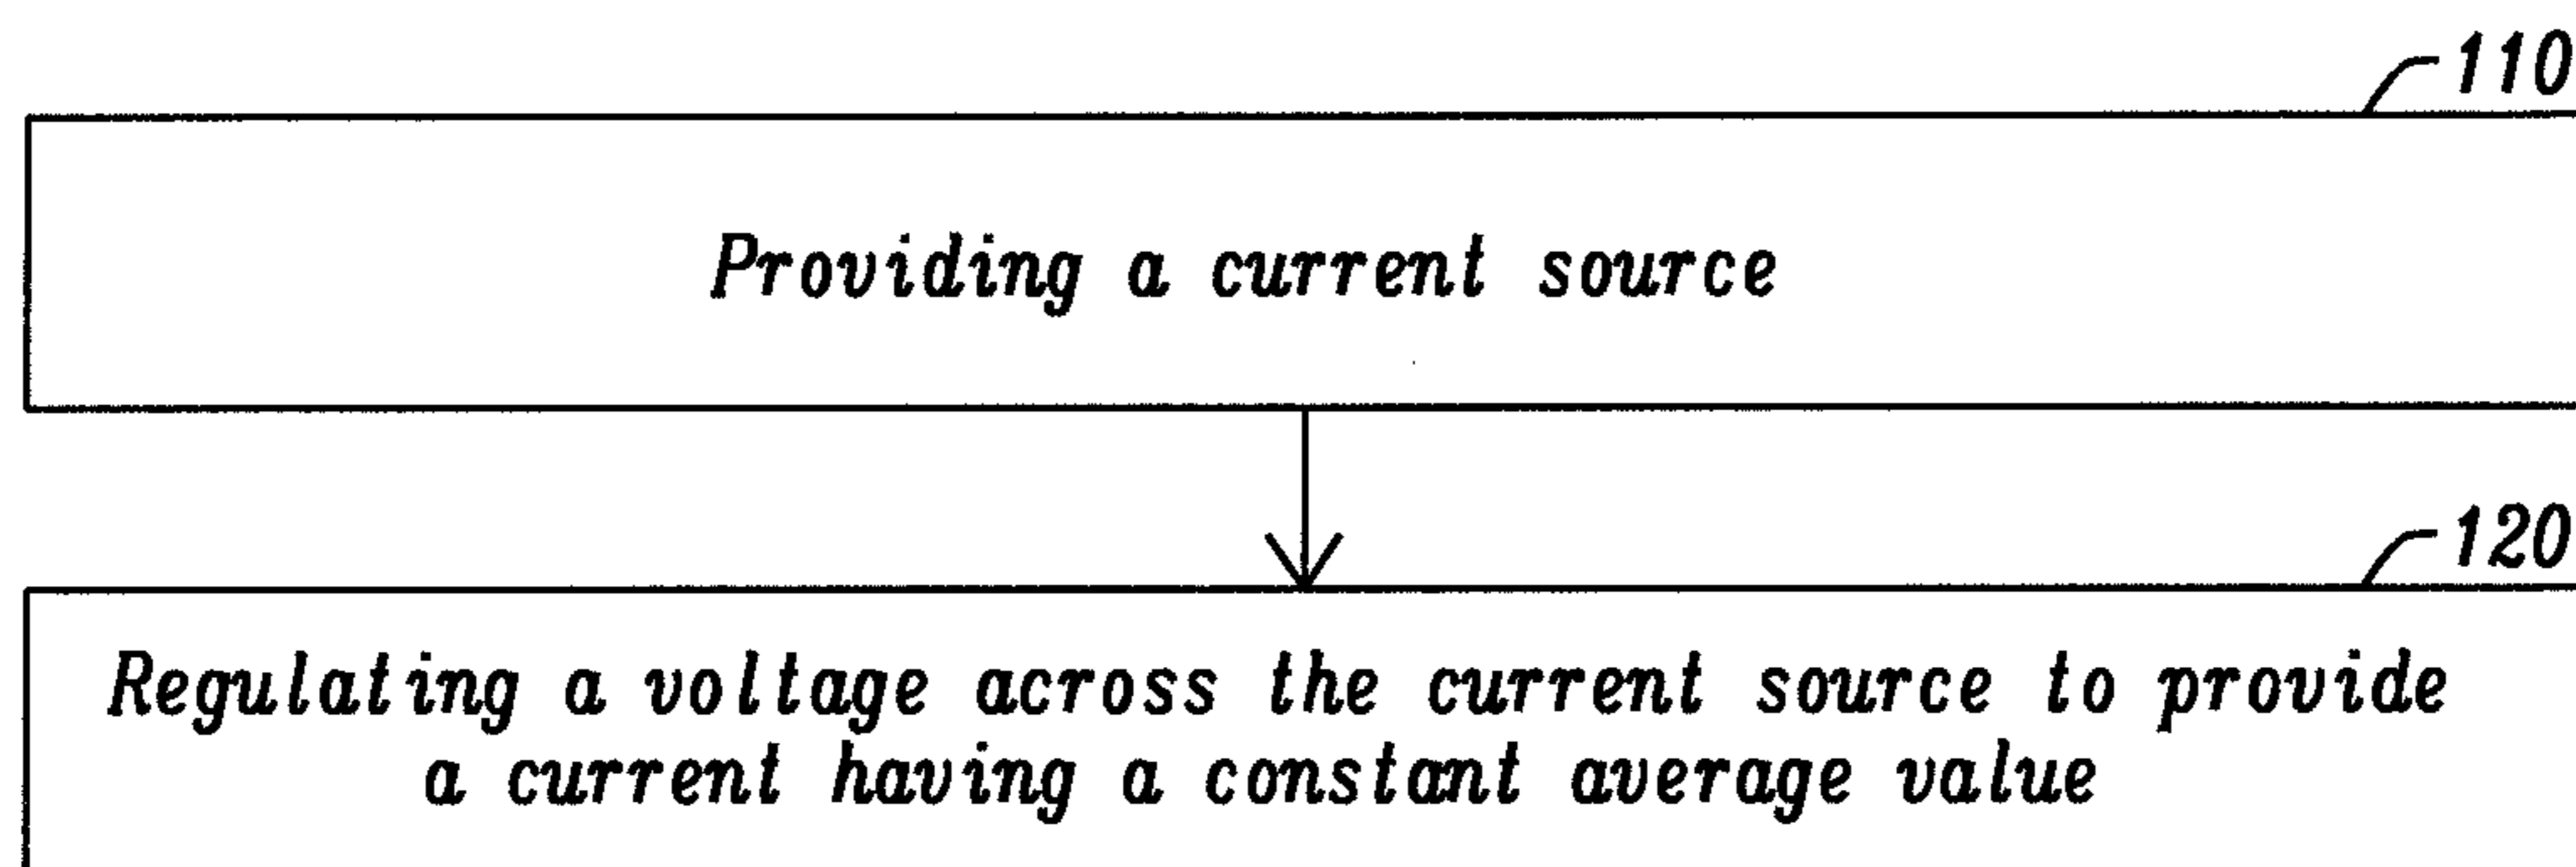 110
Providing a current source
120
Regulating a voltage across the current source to provide
a current having a constant average value